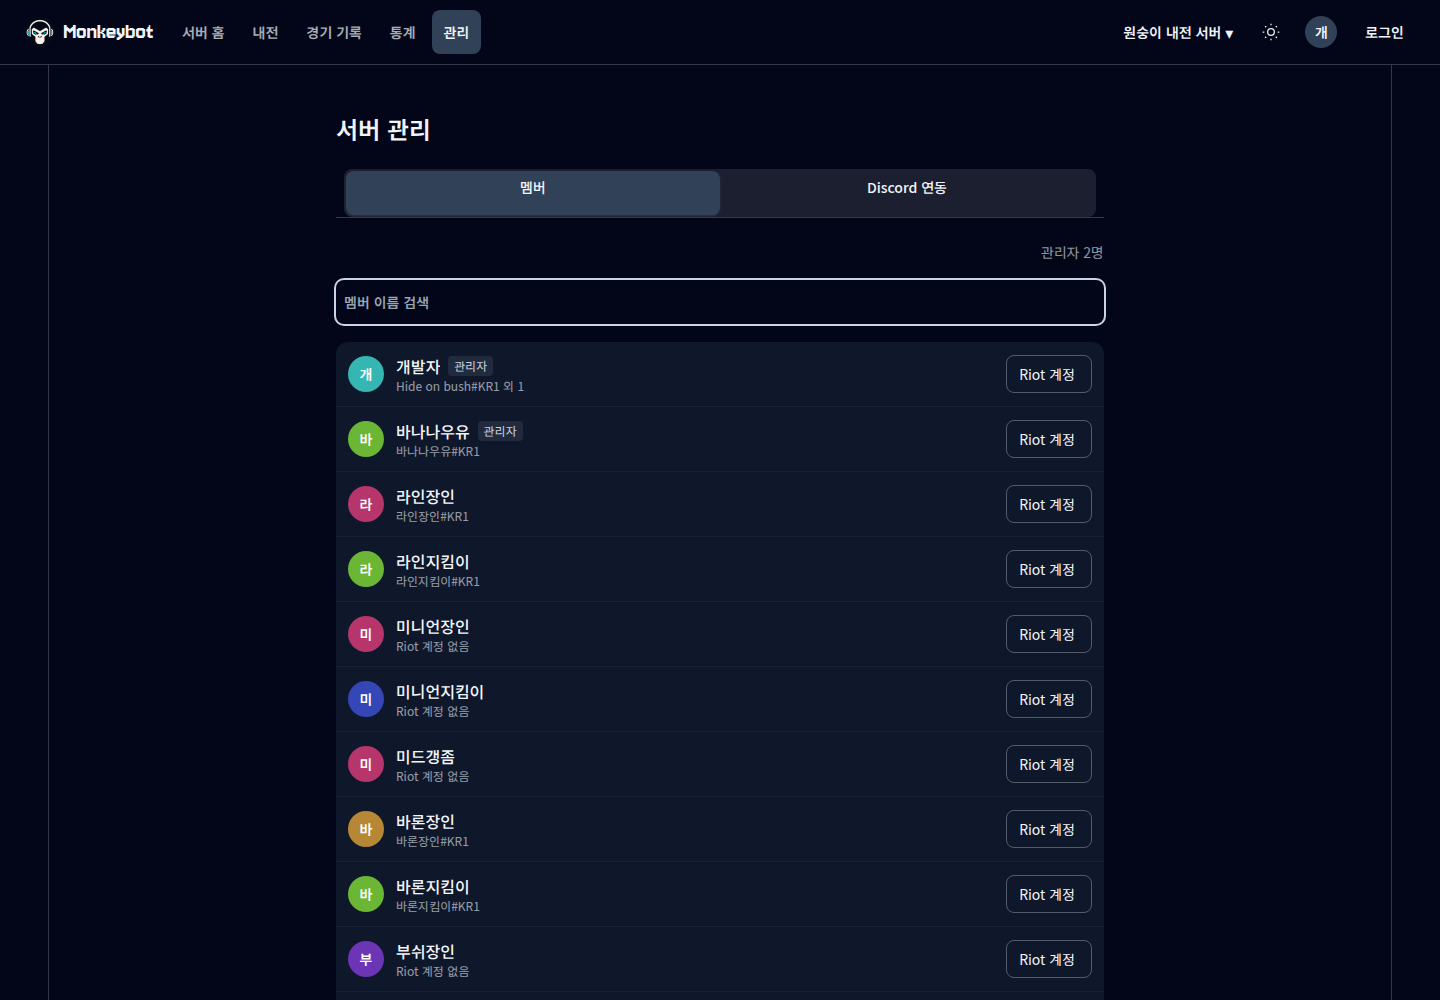 Monkeybot 서버 홈 내전 경기 기록 통계 관리 원숭이 내전 서버 ▾ 개 로그인
서버 관리
멤버 Discord 연동
관리자 2명
멤버 이름 검색
개 개발자 관리자 Riot 계정
Hide on bush#KR1 외 1
바 바나나우유 관리자 Riot 계정
바나나우유#KR1
라 라인장인 Riot 계정
라인장인#KR1
라 라인지킴이 Riot 계정
라인지킴이#KR1
미 미니언장인 Riot 계정
Riot 계정 없음
미 미니언지킴이 Riot 계정
Riot 계정 없음
미 미드갱좀 Riot 계정
Riot 계정 없음
바 바론장인 Riot 계정
바론장인#KR1
바 바론지킴이 Riot 계정
바론지킴이#KR1
부 부쉬장인 Riot 계정
Riot 계정 없음